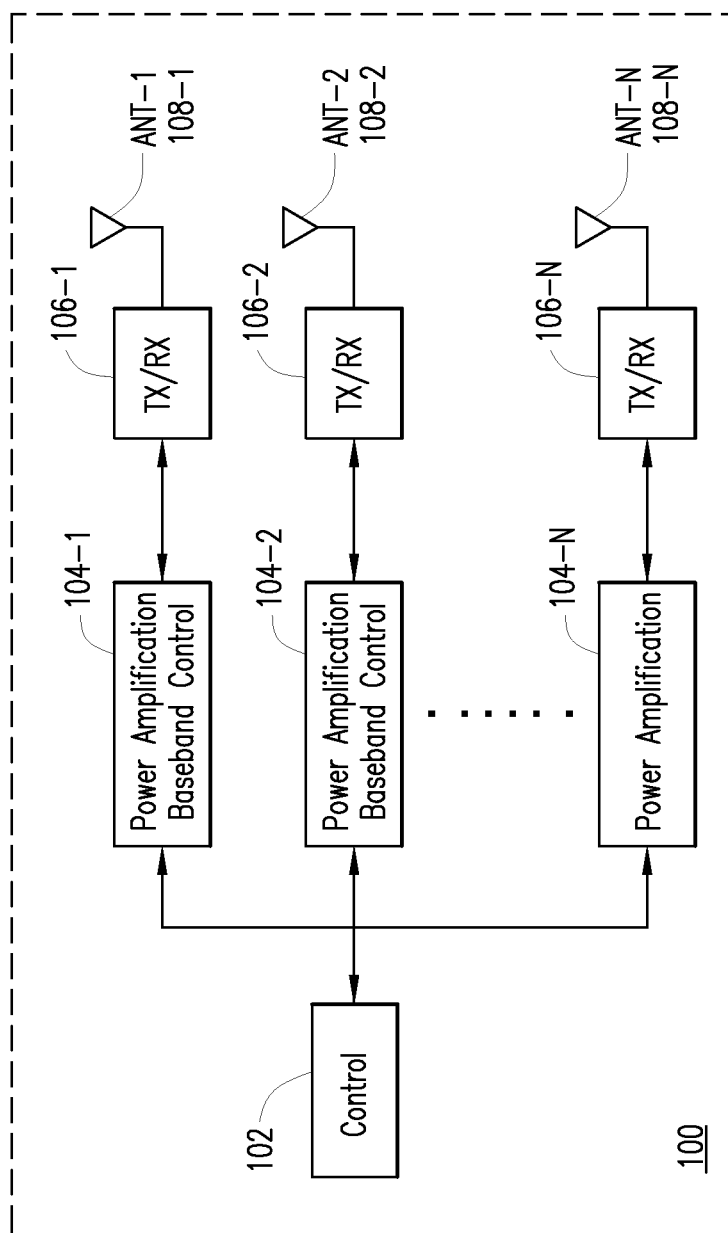 ANT-1
108-1
106-1
TX/RX
104-1
Power Amplification
Baseband Control
ANT-2
108-2
106-2
TX/RX
104-2
Power Amplification
Baseband Control
102
Control
ANT-N
108-N
106-N
TX/RX
104-N
Power Amplification
100